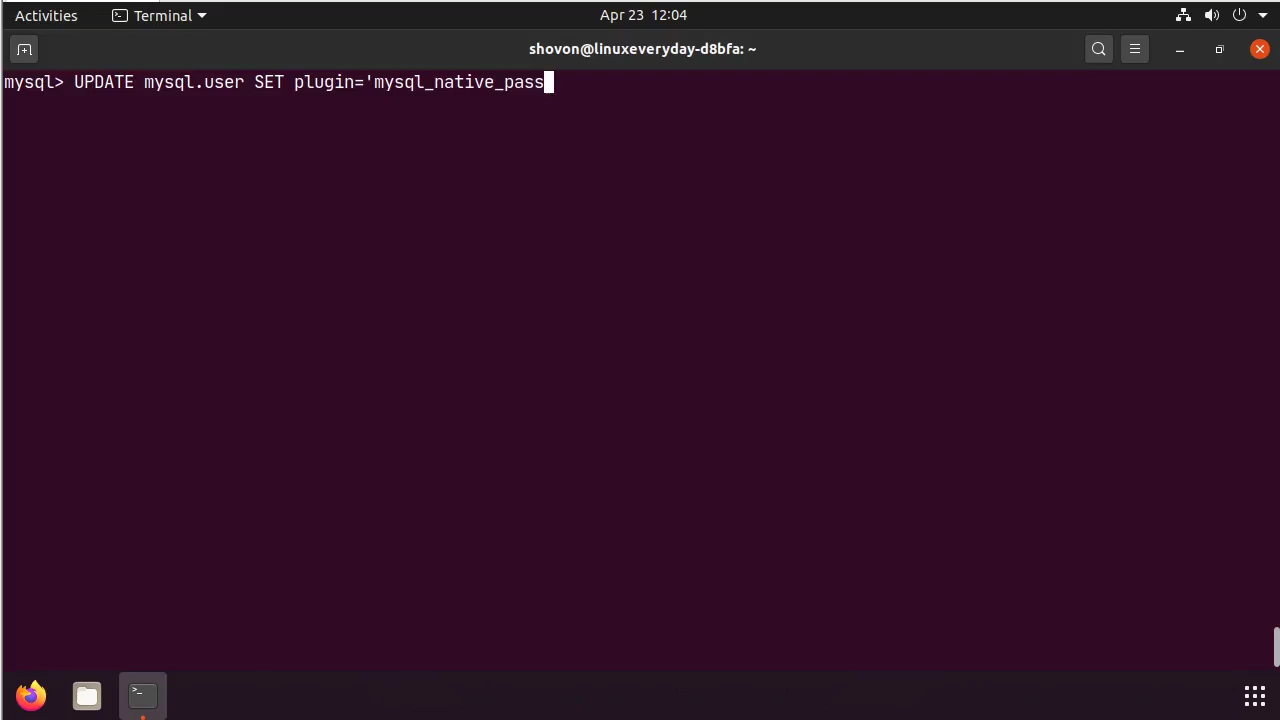 Activities
Terminal
Apr 23 12:04
shovon@linuxeveryday-d8bfa: ~
mysql> UPDATE mysql.user SET plugin='mysql_native_pass